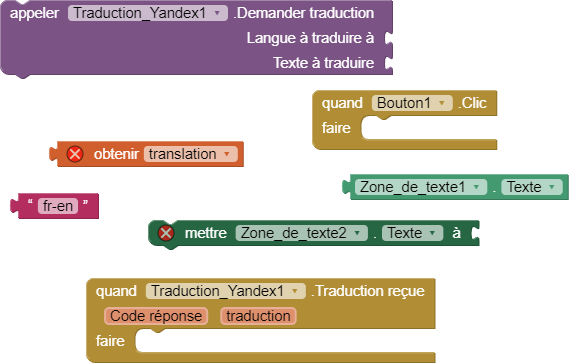 appeler Traduction_Yandex1 .Demander traduction
Langue à traduire à
Texte à traduire
quand Bouton1 .Clic
faire
obtenir translation
Zone_de_texte1 . Texte
“ fr-en ”
mettre Zone_de_texte2 . Texte à
quand Traduction_Yandex1 .Traduction reçue
Code réponse traduction
faire